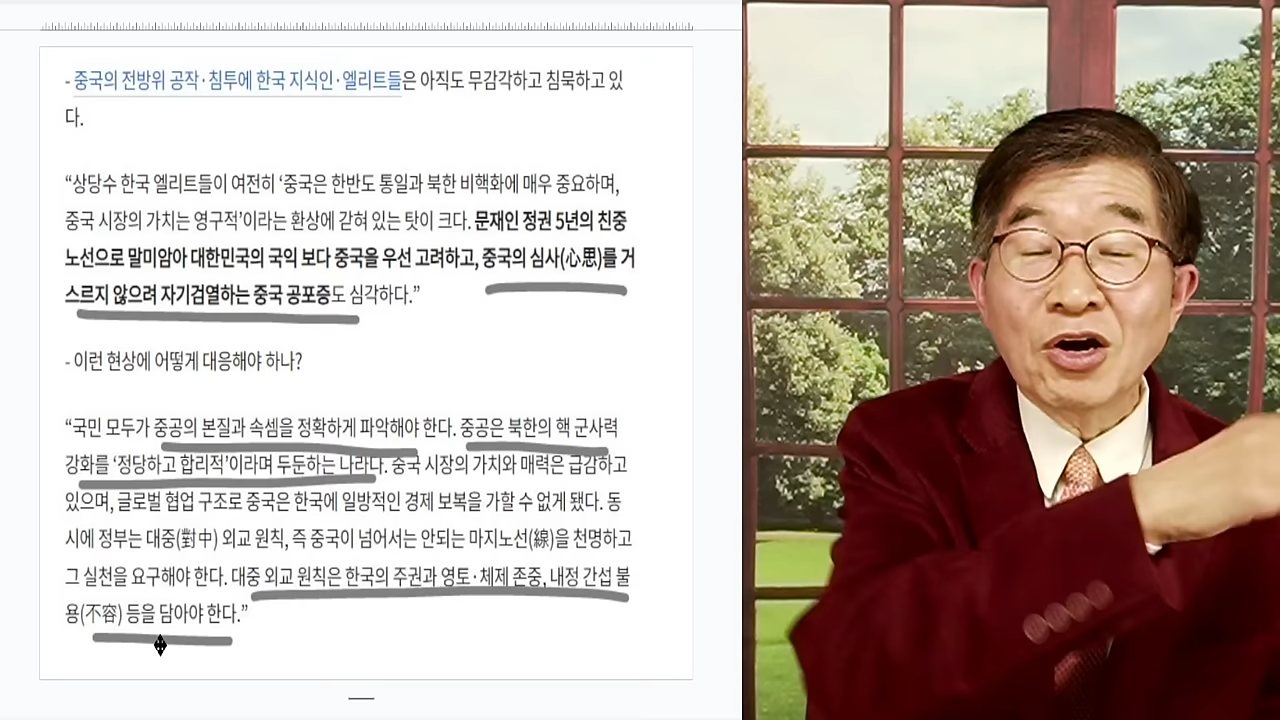 - 중국의 전방위 공작·침투에 한국 지식인·엘리트들은 아직도 무감각하고 침묵하고 있
다.
“상당수 한국 엘리트들이 여전히 ‘중국은 한반도 통일과 북한 비핵화에 매우 중요하며,
중국 시장의 가치는 영구적’이라는 환상에 갇혀 있는 탓이 크다. 문재인 정권 5년의 친중
노선으로 말미암아 대한민국의 국익 보다 중국을 우선 고려하고, 중국의 심사(心思)를 거
스르지 않으려 자기검열하는 중국 공포증도 심각하다.”
- 이런 현상에 어떻게 대응해야 하나?
“국민 모두가 중공의 본질과 속셈을 정확하게 파악해야 한다. 중공은 북한의 핵 군사력
강화를 ‘정당하고 합리적’이라며 두둔하는 나라다. 중국 시장의 가치와 매력은 급감하고
있으며, 글로벌 협업 구조로 중국은 한국에 일방적인 경제 보복을 가할 수 없게 됐다. 동
시에 정부는 대중(對中) 외교 원칙, 즉 중국이 넘어서는 안되는 마지노선(線)을 천명하고
그 실천을 요구해야 한다. 대중 외교 원칙은 한국의 주권과 영토·체제 존중, 내정 간섭 불
용(不容) 등을 담아야 한다.”